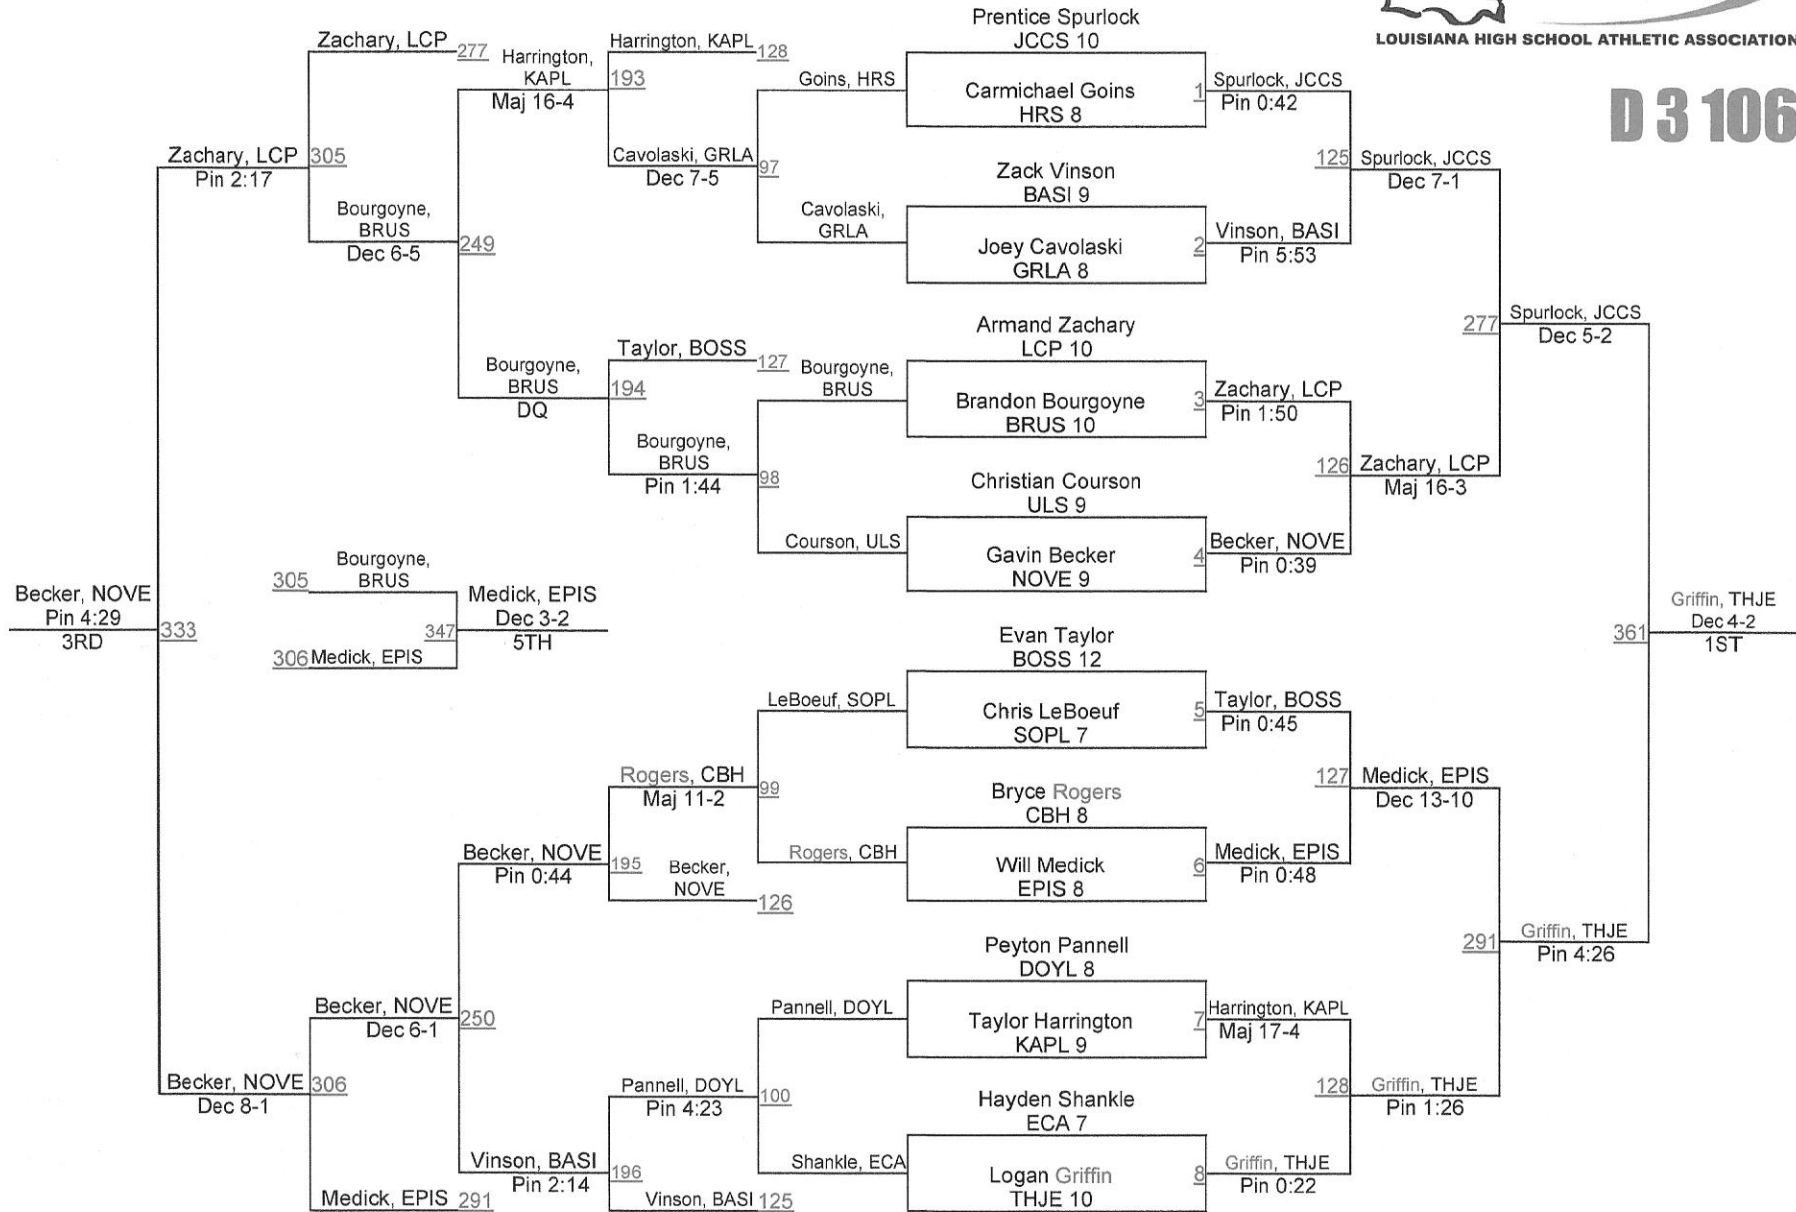 LOUISIANA HIGH SCHOOL ATHLETIC ASSOCIATION
D 3 106
Prentice Spurlock
JCCS 10
Carmichael Goins
HRS 8
1
Zack Vinson
BASI 9
Joey Cavolaski
GRLA 8
2
Armand Zachary
LCP 10
Brandon Bourgoyne
BRUS 10
3
Christian Courson
ULS 9
Gavin Becker
NOVE 9
4
Evan Taylor
BOSS 12
Chris LeBoeuf
SOPL 7
5
Bryce Rogers
CBH 8
Will Medick
EPIS 8
6
Peyton Pannell
DOYL 8
Taylor Harrington
KAPL 9
7
Hayden Shankle
ECA 7
Logan Griffin
THJE 10
8
Spurlock, JCCS
Pin 0:42
Vinson, BASI
Pin 5:53
Zachary, LCP
Pin 1:50
Becker, NOVE
Pin 0:39
Taylor, BOSS
Pin 0:45
Medick, EPIS
Pin 0:48
Harrington, KAPL
Maj 17-4
Griffin, THJE
Pin 0:22
125
Spurlock, JCCS
Dec 7-1
126
Zachary, LCP
Maj 16-3
127
Medick, EPIS
Dec 13-10
128
Griffin, THJE
Pin 1:26
277
Spurlock, JCCS
Dec 5-2
291
Griffin, THJE
Pin 4:26
361
Griffin, THJE
Dec 4-2
1ST
Goins, HRS
Cavolaski,
GRLA
Bourgoyne,
BRUS
Courson, ULS
LeBoeuf, SOPL
Rogers, CBH
Pannell, DOYL
Shankle, ECA
Harrington, KAPL
128
Cavolaski, GRLA
Dec 7-5
97
Taylor, BOSS
127
Bourgoyne,
BRUS
Pin 1:44
98
Rogers, CBH
Maj 11-2
99
Becker,
NOVE
126
Pannell, DOYL
Pin 4:23
100
Vinson, BASI
125
Harrington,
KAPL
Maj 16-4
193
Bourgoyne,
BRUS
DQ
194
Becker, NOVE
Pin 0:44
195
Vinson, BASI
Pin 2:14
196
Zachary, LCP
277
Bourgoyne,
BRUS
Dec 6-5
249
Becker, NOVE
Dec 6-1
250
Medick, EPIS
291
Zachary, LCP
Pin 2:17
305
Becker, NOVE
Dec 8-1
306
Becker, NOVE
Pin 4:29
3RD
333
305
Bourgoyne,
BRUS
306
Medick, EPIS
347
Medick, EPIS
Dec 3-2
5TH